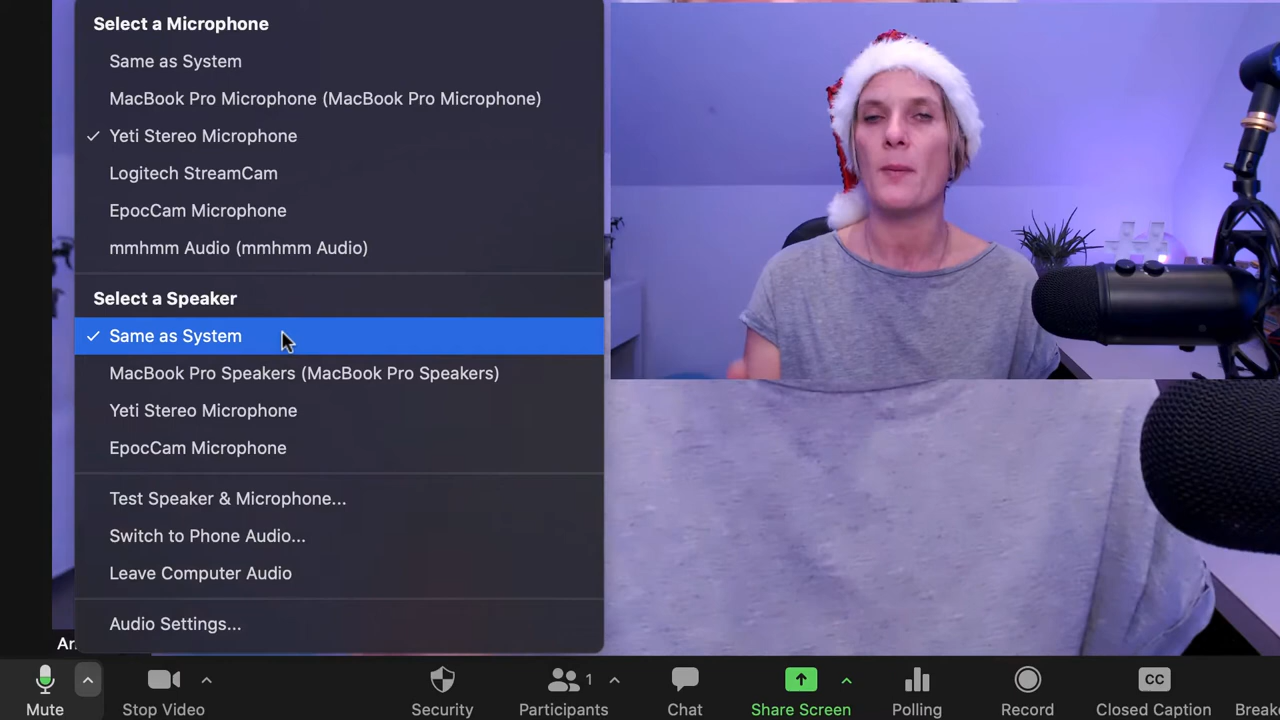 Select a Microphone
Same as System
MacBook Pro Microphone (MacBook Pro Microphone)
✓ Yeti Stereo Microphone
Logitech StreamCam
EpocCam Microphone
mmhmm Audio (mmhmm Audio)
Select a Speaker
✓ Same as System
MacBook Pro Speakers (MacBook Pro Speakers)
Yeti Stereo Microphone
EpocCam Microphone
Test Speaker & Microphone...
Switch to Phone Audio...
Leave Computer Audio
Audio Settings...
Mute
Stop Video
Security
1
Participants
Chat
Share Screen
Polling
Record
CC
Closed Caption